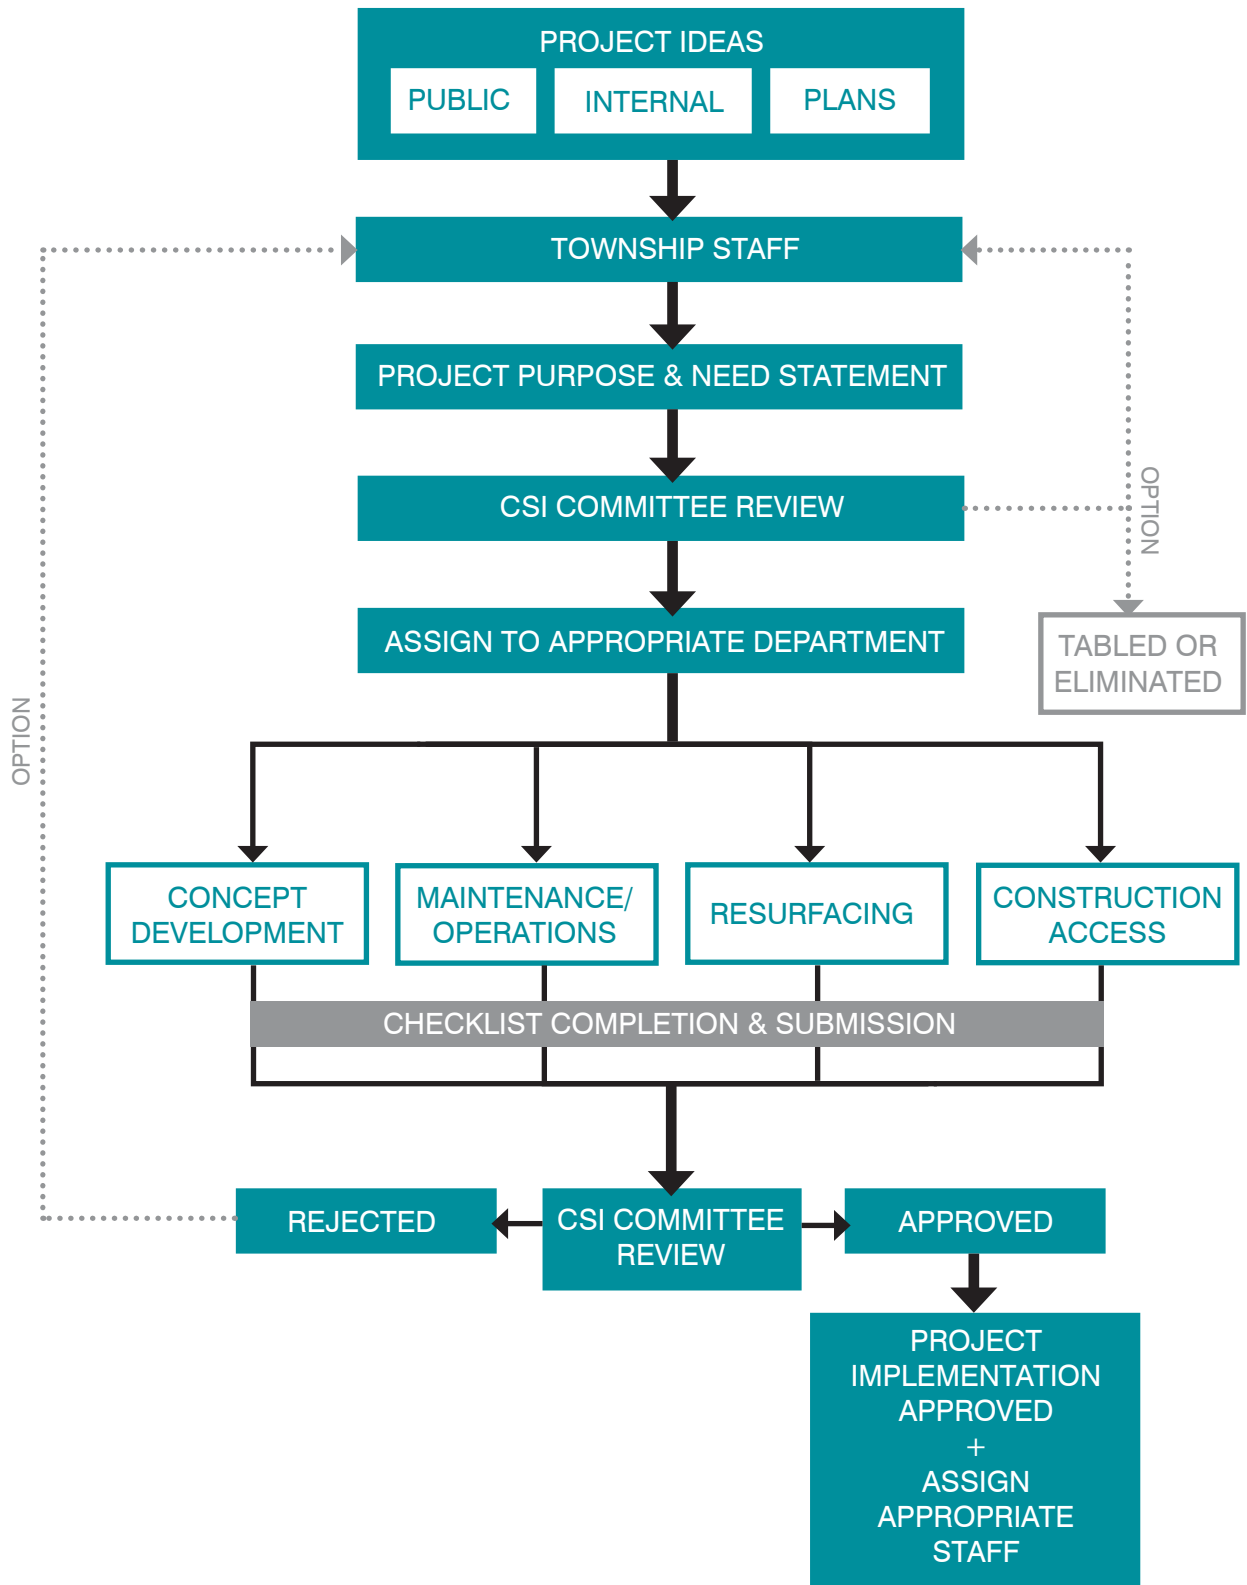 PROJECT IDEAS
PUBLIC
INTERNAL
PLANS
TOWNSHIP STAFF
PROJECT PURPOSE & NEED STATEMENT
CSI COMMITTEE REVIEW
OPTION
ASSIGN TO APPROPRIATE DEPARTMENT
TABLED OR
ELIMINATED
OPTION
CONCEPT
DEVELOPMENT
MAINTENANCE/
OPERATIONS
RESURFACING
CONSTRUCTION
ACCESS
CHECKLIST COMPLETION & SUBMISSION
REJECTED
CSI COMMITTEE
REVIEW
APPROVED
PROJECT
IMPLEMENTATION
APPROVED
+
ASSIGN
APPROPRIATE
STAFF